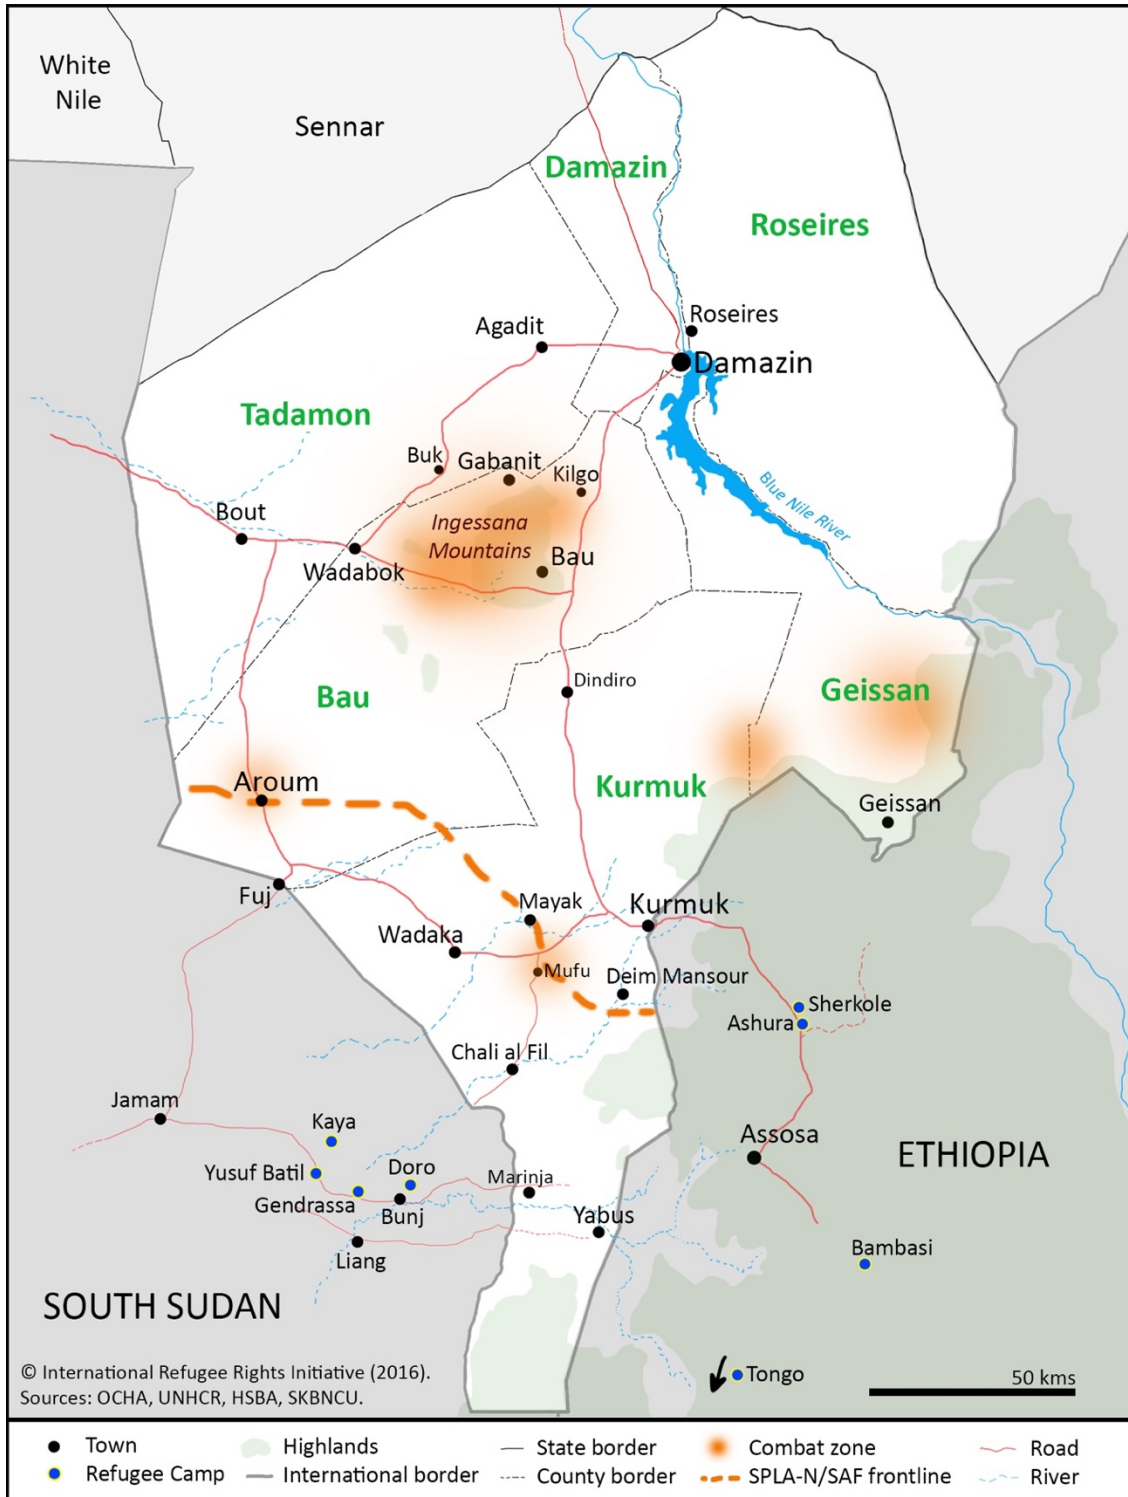 White
Nile
Sennar
Damazin
Roseires
Roseires
Agadit
Damazin
Tadamon
Buk
Gabanit
Kilgo
Blue Nile River
Bout
Ingessana
Mountains
Bau
Wadabok
Dindiro
Bau
Geissan
Aroum
Kurmuk
Geissan
Fuj
Mayak
Kurmuk
Wadaka
Mufu
Deim Mansour
Sherkole
Ashura
Chali al Fil
Jamam
Kaya
Assosa
ETHIOPIA
Yusuf Batil
Doro
Marinja
Gendrassa
Bunj
Yabus
Liang
Bambasi
SOUTH SUDAN
© International Refugee Rights Initiative (2016).
Sources: OCHA, UNHCR, HSBA, SKBNCU.
Tongo
50 kms
Town
Highlands
State border
Combat zone
Road
Refugee Camp
International border
County border
SPLA-N/SAF frontline
River